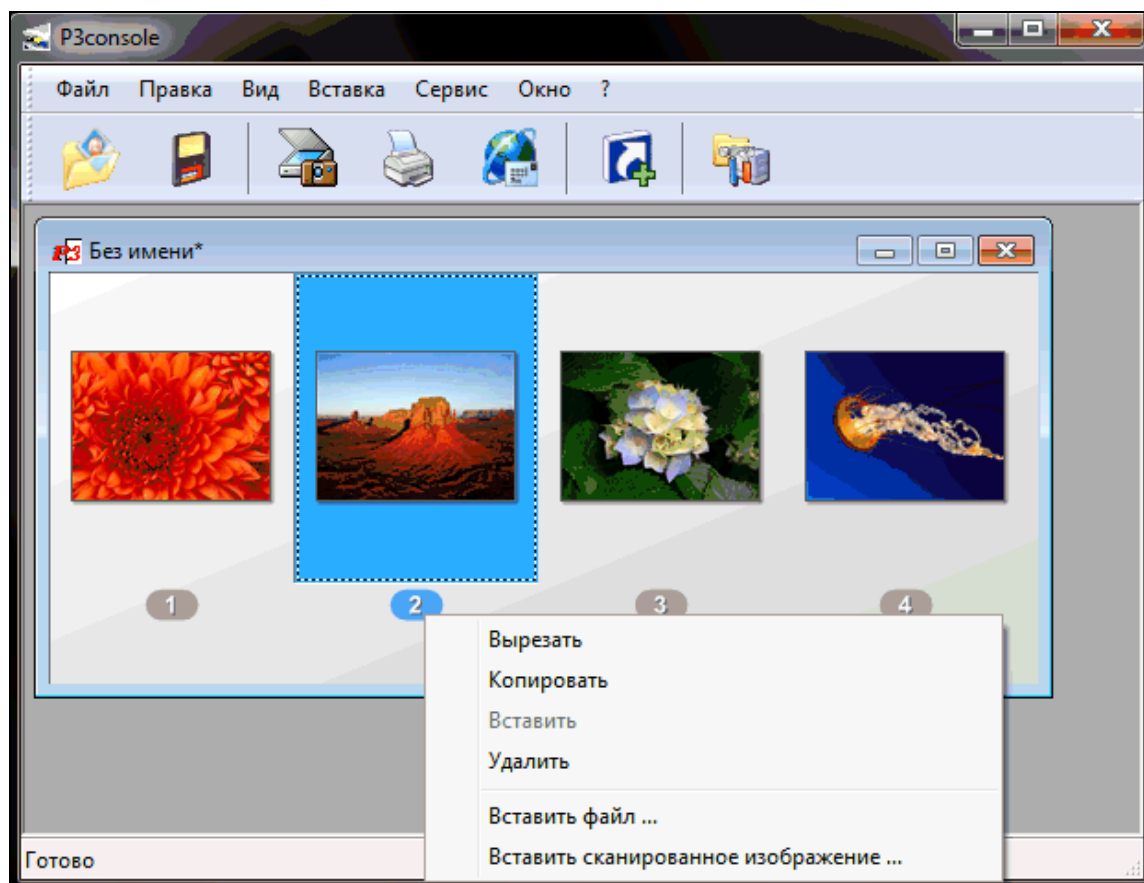 P3console
Файл Правка Вид Вставка Сервис Окно ?
P3 Без имени*
1 2 3 4
Вырезать
Копировать
Вставить
Удалить
Вставить файл ...
Вставить сканированное изображение ...
Готово